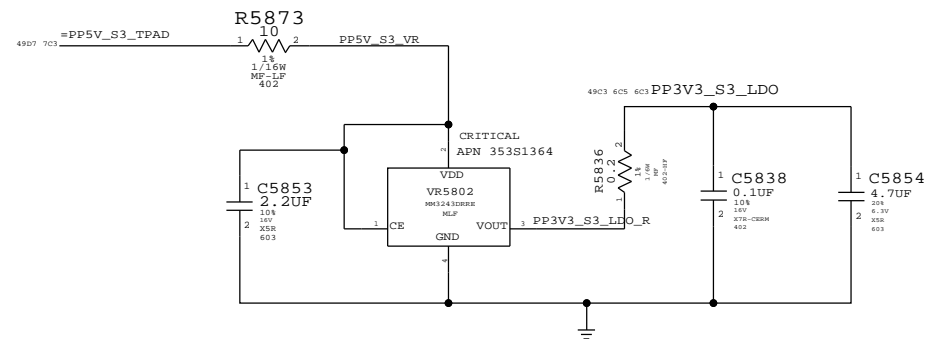 R5873
=PP5V_S3_TPAD
49D7 7C3
10
1 2
PP5V_S3_VR
1%
1/16W
MF-LF
402
49C3 6C5 6C3 PP3V3_S3_LDO
CRITICAL
APN 353S1364
2
VDD
VR5802
MM3243DRRE
MLF
1 CE
VOUT 3
GND
4
PP3V3_S3_LDO_R
R5836
0.2
1%
1/6W
MF
402-HF
2
1
1
C5853
2.2UF
10%
16V
X5R
603
2
1
C5838
0.1UF
10%
16V
X7R-CERM
402
2
1
C5854
4.7UF
20%
6.3V
X5R
603
2